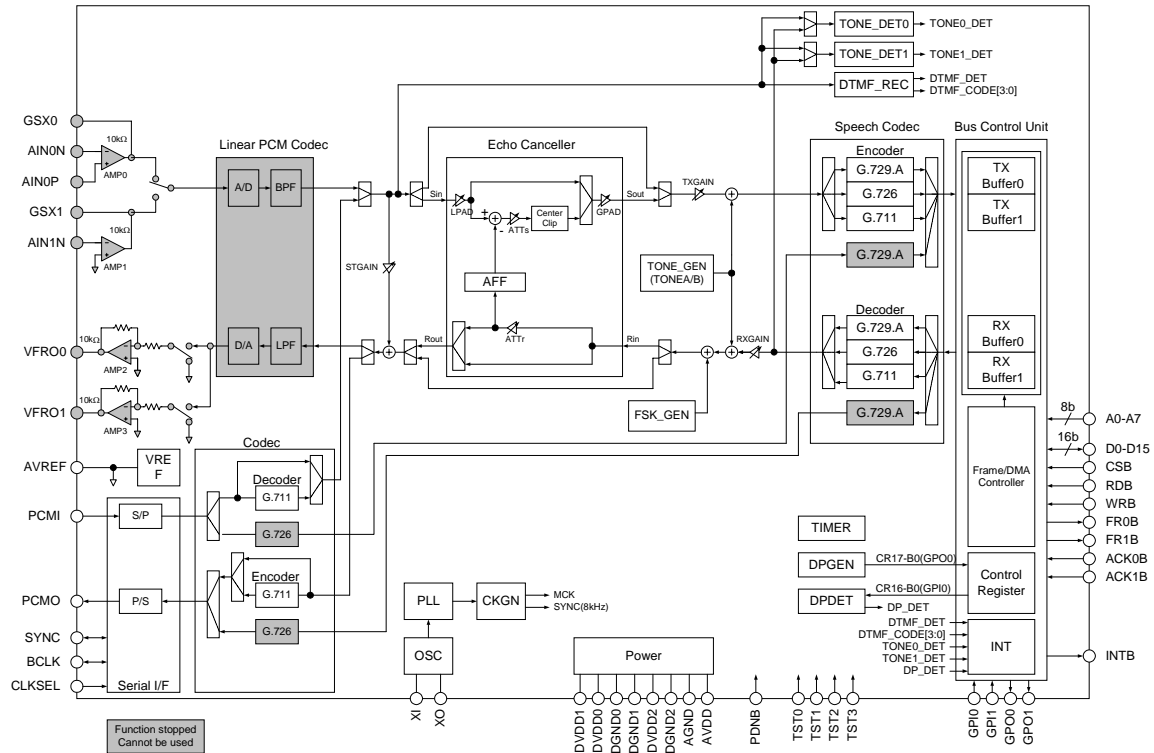 TONE_DET0
TONE0_DET
TONE_DET1
TONE1_DET
DTMF_REC
DTMF_DET
DTMF_CODE[3:0]
GSX0
10kΩ
AIN0N
AMP0
AIN0P
GSX1
10kΩ
AIN1N
AMP1
Linear PCM Codec
A/D
BPF
D/A
LPF
VFRO0
10kΩ
AMP2
VFRO1
10kΩ
AMP3
STGAIN
Echo Canceller
Sin
LPAD
+
-
ATTs
Center
Clip
GPAD
Sout
AFF
ATTr
Rout
Rin
TXGAIN
TONE_GEN
(TONEA/B)
RXGAIN
FSK_GEN
Speech Codec
Encoder
G.729.A
G.726
G.711
G.729.A
Decoder
G.729.A
G.726
G.711
G.729.A
Bus Control Unit
TX
Buffer0
TX
Buffer1
RX
Buffer0
RX
Buffer1
Frame/DMA
Controller
Control
Register
INT
8b
A0-A7
16b
D0-D15
CSB
RDB
WRB
FR0B
FR1B
ACK0B
ACK1B
INTB
AVREF
VRE
F
PCMI
S/P
PCMO
P/S
SYNC
BCLK
CLKSEL
Serial I/F
Codec
Decoder
G.711
G.726
Encoder
G.711
G.726
PLL
CKGN
MCK
SYNC(8kHz)
OSC
XI
XO
Power
DVDD1
DVDD0
DGND0
DGND1
DVDD2
DGND2
AGND
AVDD
PDNB
TST0
TST1
TST2
TST3
TIMER
DPGEN
CR17-B0(GPO0)
DPDET
CR16-B0(GPI0)
DP_DET
DTMF_DET
DTMF_CODE[3:0]
TONE0_DET
TONE1_DET
DP_DET
GPI0
GPI1
GPO0
GPO1
Function stopped
Cannot be used